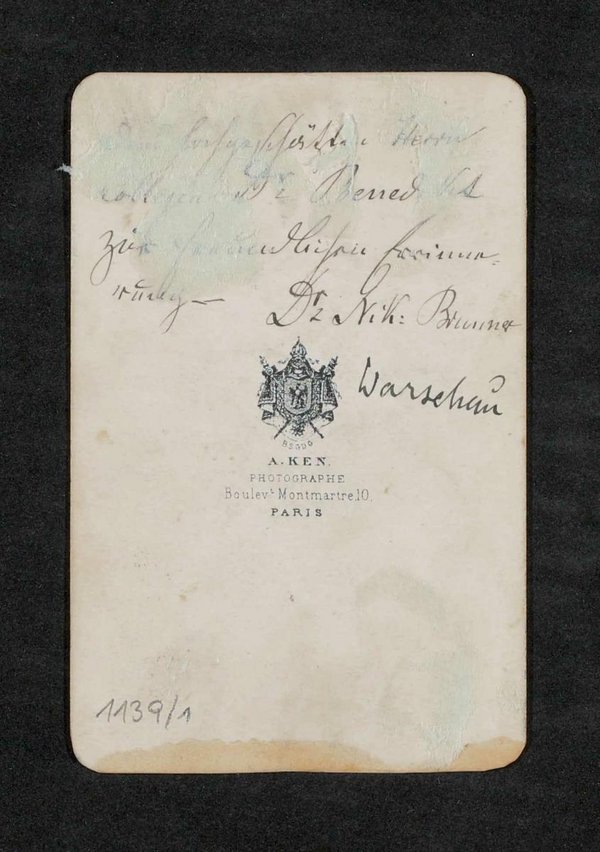 Dem hochgeschätzten Herrn
Collegen Dr Benedikt
zur freundlichen Erinne-
rung — Dr Nik: Brunner
Warschau
A. KEN.
PHOTOGRAPHE
Boulevt Montmartre 10.
PARIS
1139/1